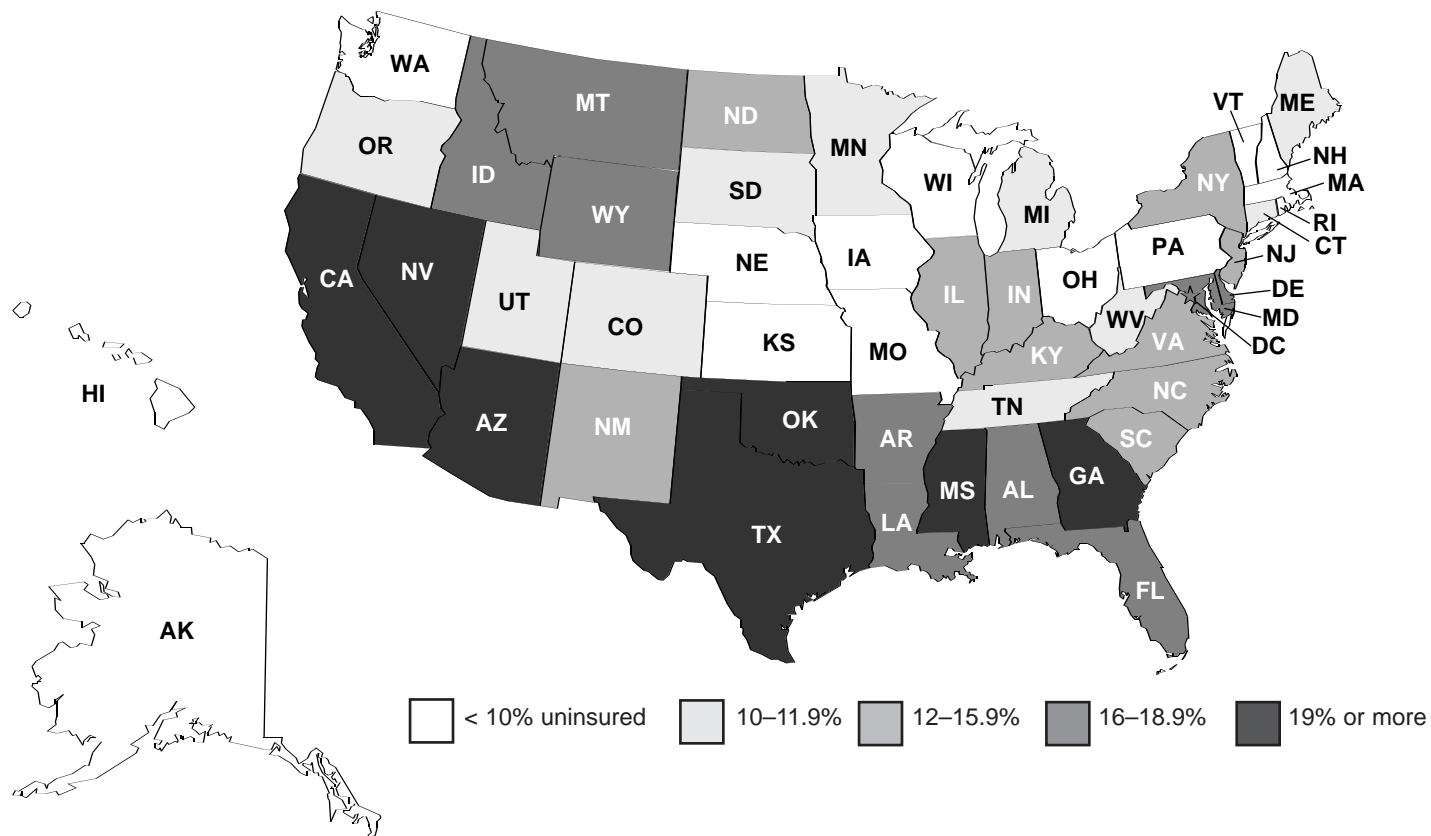 WA
MT
ND
MN
VT
ME
OR
ID
WY
SD
WI
MI
NY
NH
MA
RI
CT
NJ
PA
DE
MD
DC
CA
NV
UT
CO
NE
IA
IL
IN
OH
WV
VA
KS
MO
KY
NC
TN
SC
HI
AZ
NM
OK
AR
MS
AL
GA
TX
LA
FL
AK
< 10% uninsured
10–11.9%
12–15.9%
16–18.9%
19% or more